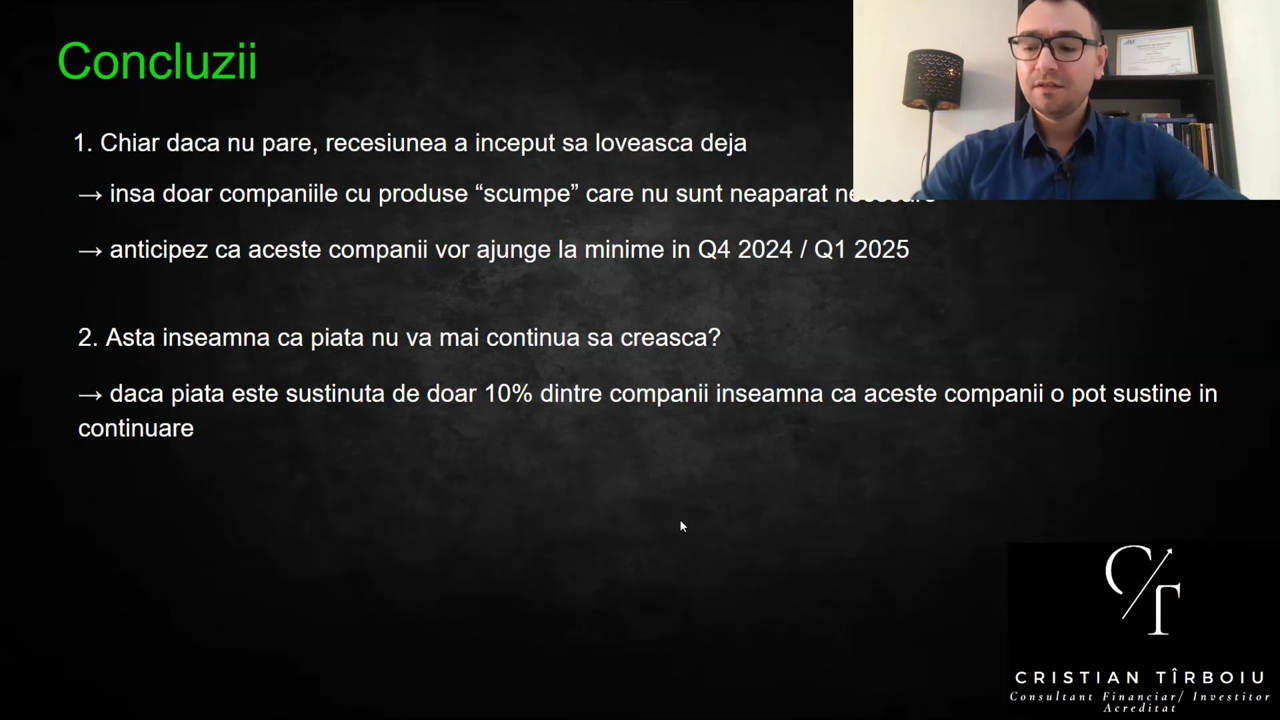 Concluzii
1. Chiar daca nu pare, recesiunea a inceput sa loveasca deja
→ insa doar companiile cu produse “scumpe” care nu sunt neaparat
→ anticipez ca aceste companii vor ajunge la minime in Q4 2024 / Q1 2025
2. Asta inseamna ca piata nu va mai continua sa creasca?
→ daca piata este sustinuta de doar 10% dintre companii inseamna ca aceste companii o pot sustine in
continuare
CT
CRISTIAN TÎRBOIU
Consultant Financiar/ Investitor
Acreditat